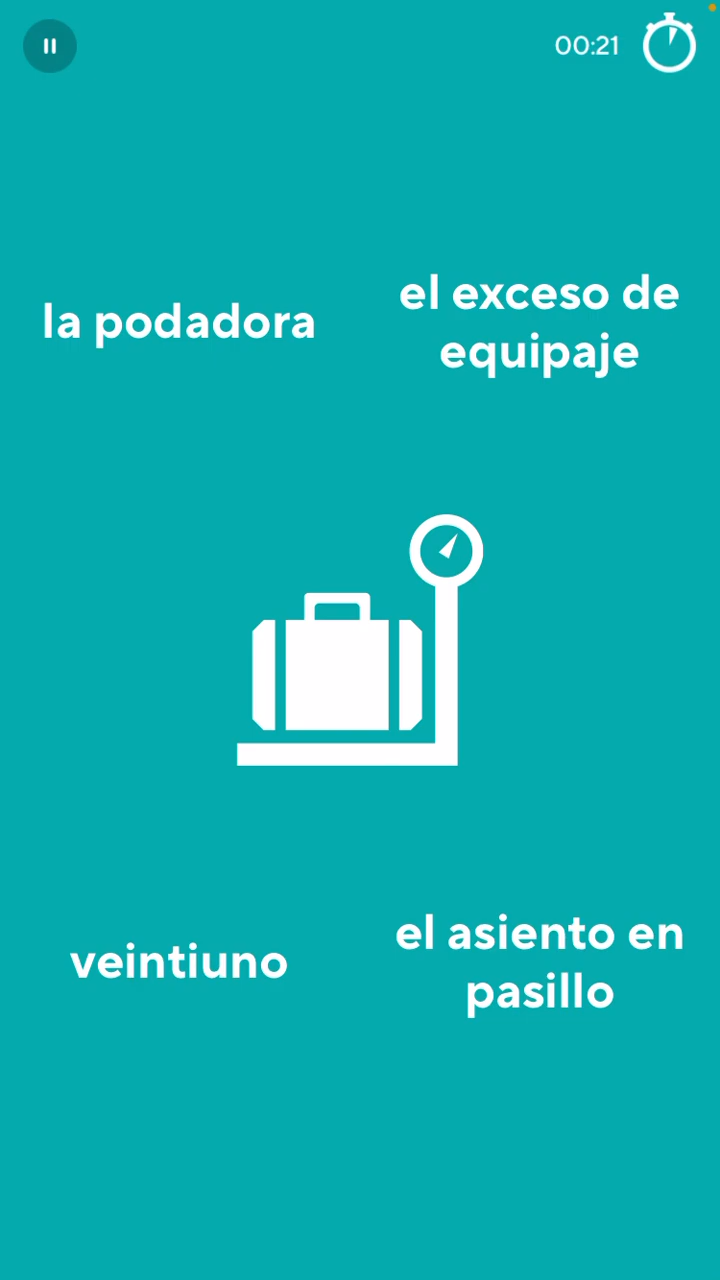 00:21
la podadora
el exceso de
equipaje
veintiuno
el asiento en
pasillo